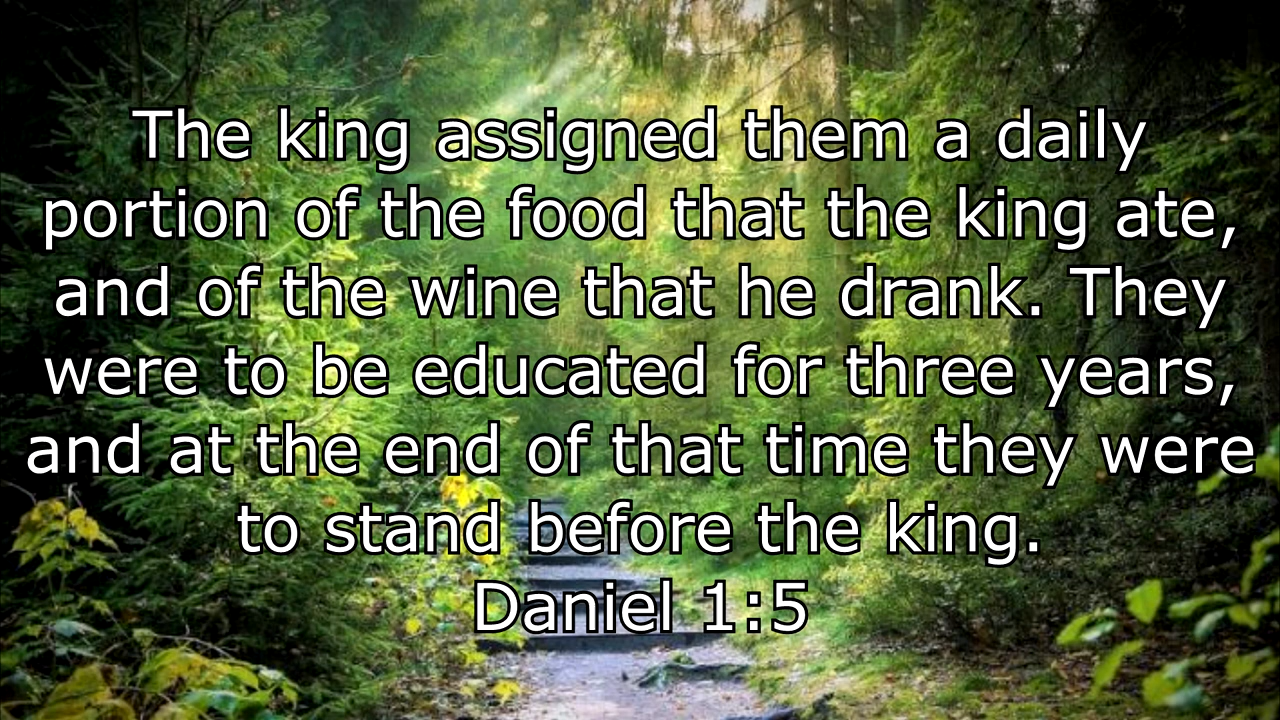 The king assigned them a daily
portion of the food that the king ate,
and of the wine that he drank. They
were to be educated for three years,
and at the end of that time they were
to stand before the king.
Daniel 1:5